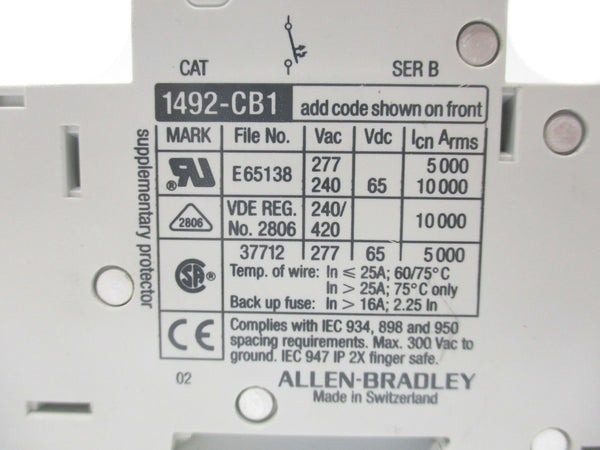 CAT SER B
1492-CB1 add code shown on front
MARK File No. Vac Vdc Icn Arms
RU ® E65138 277 5 000
240 65 10 000
2806 VDE REG. 240/
No. 2806 420 10 000
SA ® 37712 277 65 5 000
Temp. of wire: In ≤ 25A; 60/75°C
In > 25A; 75°C only
Back up fuse: In > 16A; 2.25 In
CE Complies with IEC 934, 898 and 950
spacing requirements. Max. 300 Vac to
ground. IEC 947 IP 2X finger safe.
02 ALLEN-BRADLEY
Made in Switzerland
supplementary protector